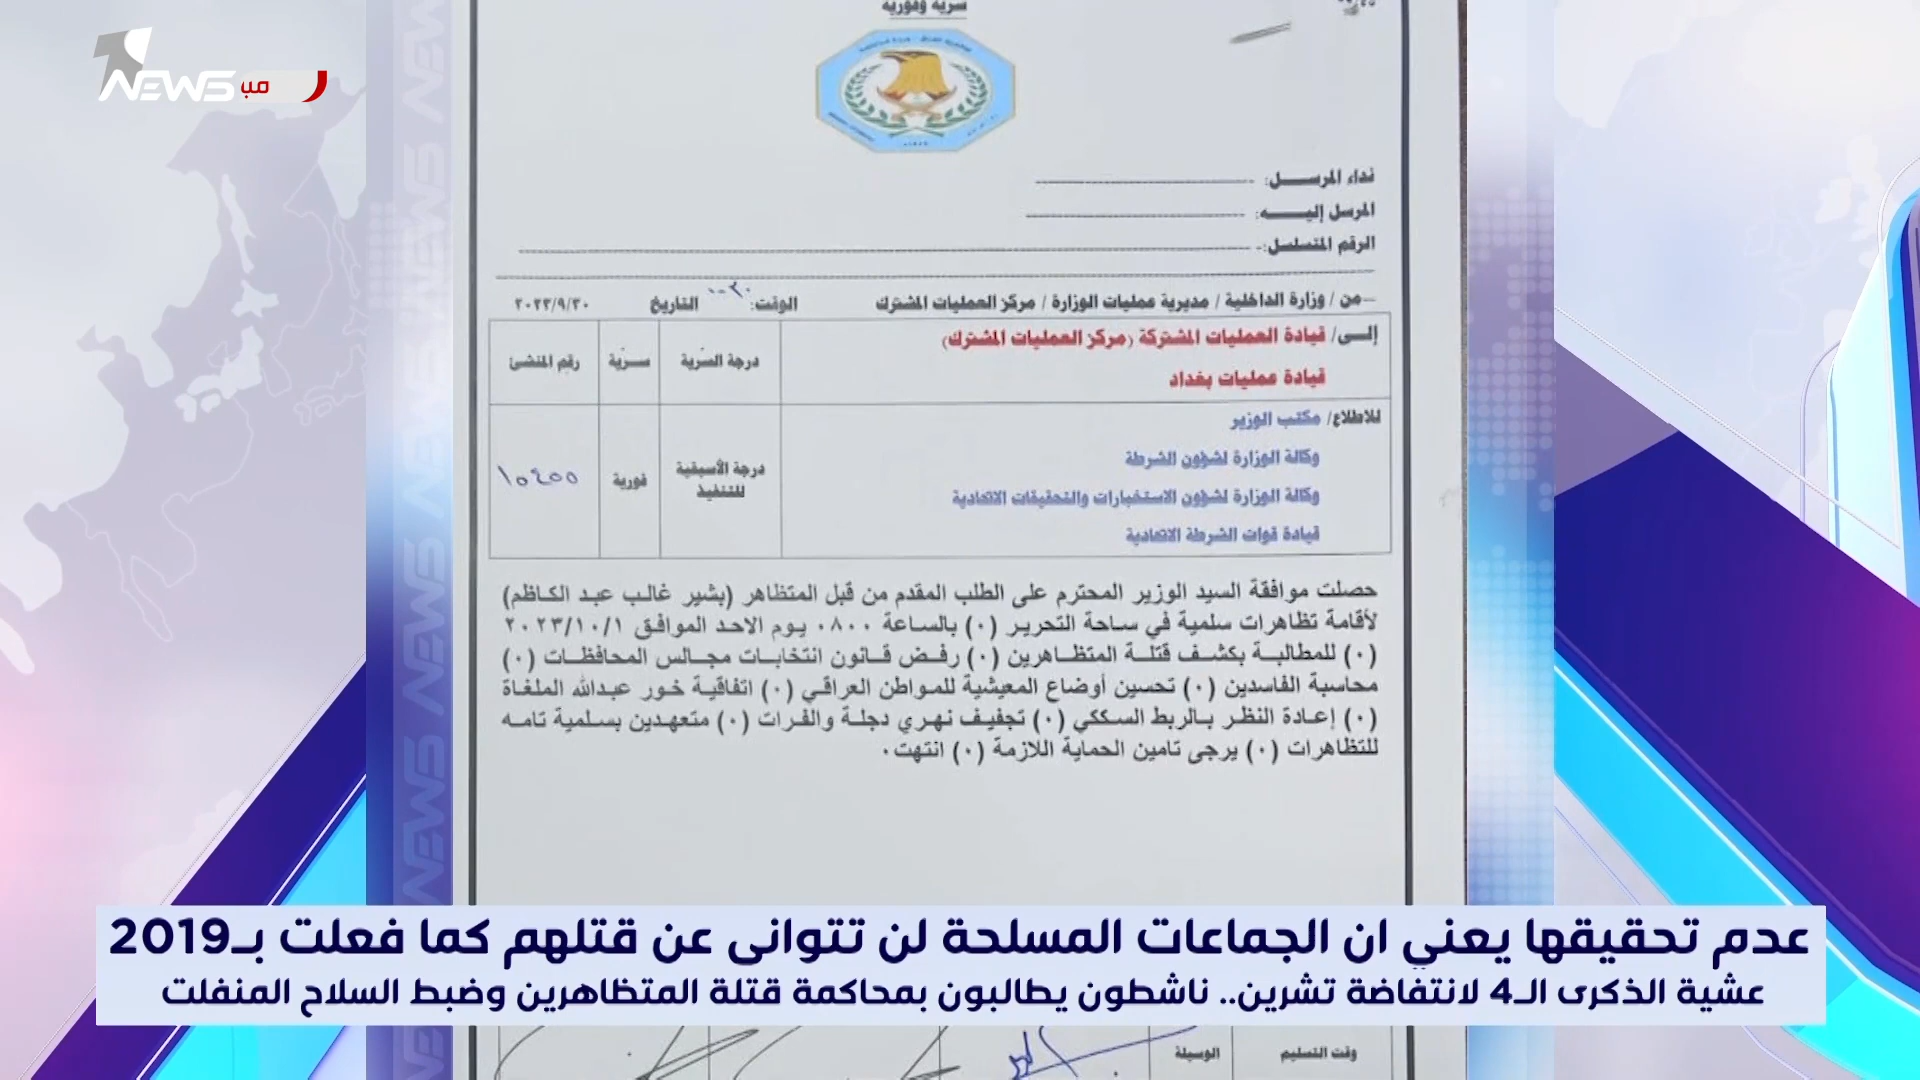 NEWS
سرية وفورية
نداء المرسل:
المرسل إليه:
الرقم المتسلسل:-
من / وزارة الداخلية / مديرية عمليات الوزارة / مركز العمليات المشترك الوقت: التاريخ ٢٠٢٣/٩/٣٠
إلى/ قيادة العمليات المشتركة (مركز العمليات المشترك)
قيادة عمليات بغداد
درجة السرية
سرية
رقم المنشئ
للاطلاع/ مكتب الوزير
وكالة الوزارة لشؤون الشرطة
وكالة الوزارة لشؤون الاستخبارات والتحقيقات الاتحادية
قيادة قوات الشرطة الاتحادية
درجة الأسبقية للتنفيذ
فورية
١٠٤٥٥
حصلت موافقة السيد الوزير المحترم على الطلب المقدم من قبل المتظاهر (بشير غالب عبد الكاظم)
لأقامة تظاهرات سلمية في ساحة التحرير (٠) بالساعة ٠٨٠٠ يوم الاحد الموافق ٢٠٢٣/١٠/١
(٠) للمطالبة بكشف قتلة المتظاهرين (٠) رفض قانون انتخابات مجالس المحافظات (٠)
محاسبة الفاسدين (٠) تحسين أوضاع المعيشية للمواطن العراقي (٠) اتفاقية خور عبدالله الملغاة
(٠) إعادة النظر بالربط السككي (٠) تجفيف نهري دجلة والفرات (٠) متعهدين بسلمية تامه
للتظاهرات (٠) يرجى تامين الحماية اللازمة (٠) انتهت.
عدم تحقيقها يعني ان الجماعات المسلحة لن تتوانى عن قتلهم كما فعلت بـ2019
عشية الذكرى الـ4 لانتفاضة تشرين.. ناشطون يطالبون بمحاكمة قتلة المتظاهرين وضبط السلاح المنفلت
وقت التسليم
الوسيلة